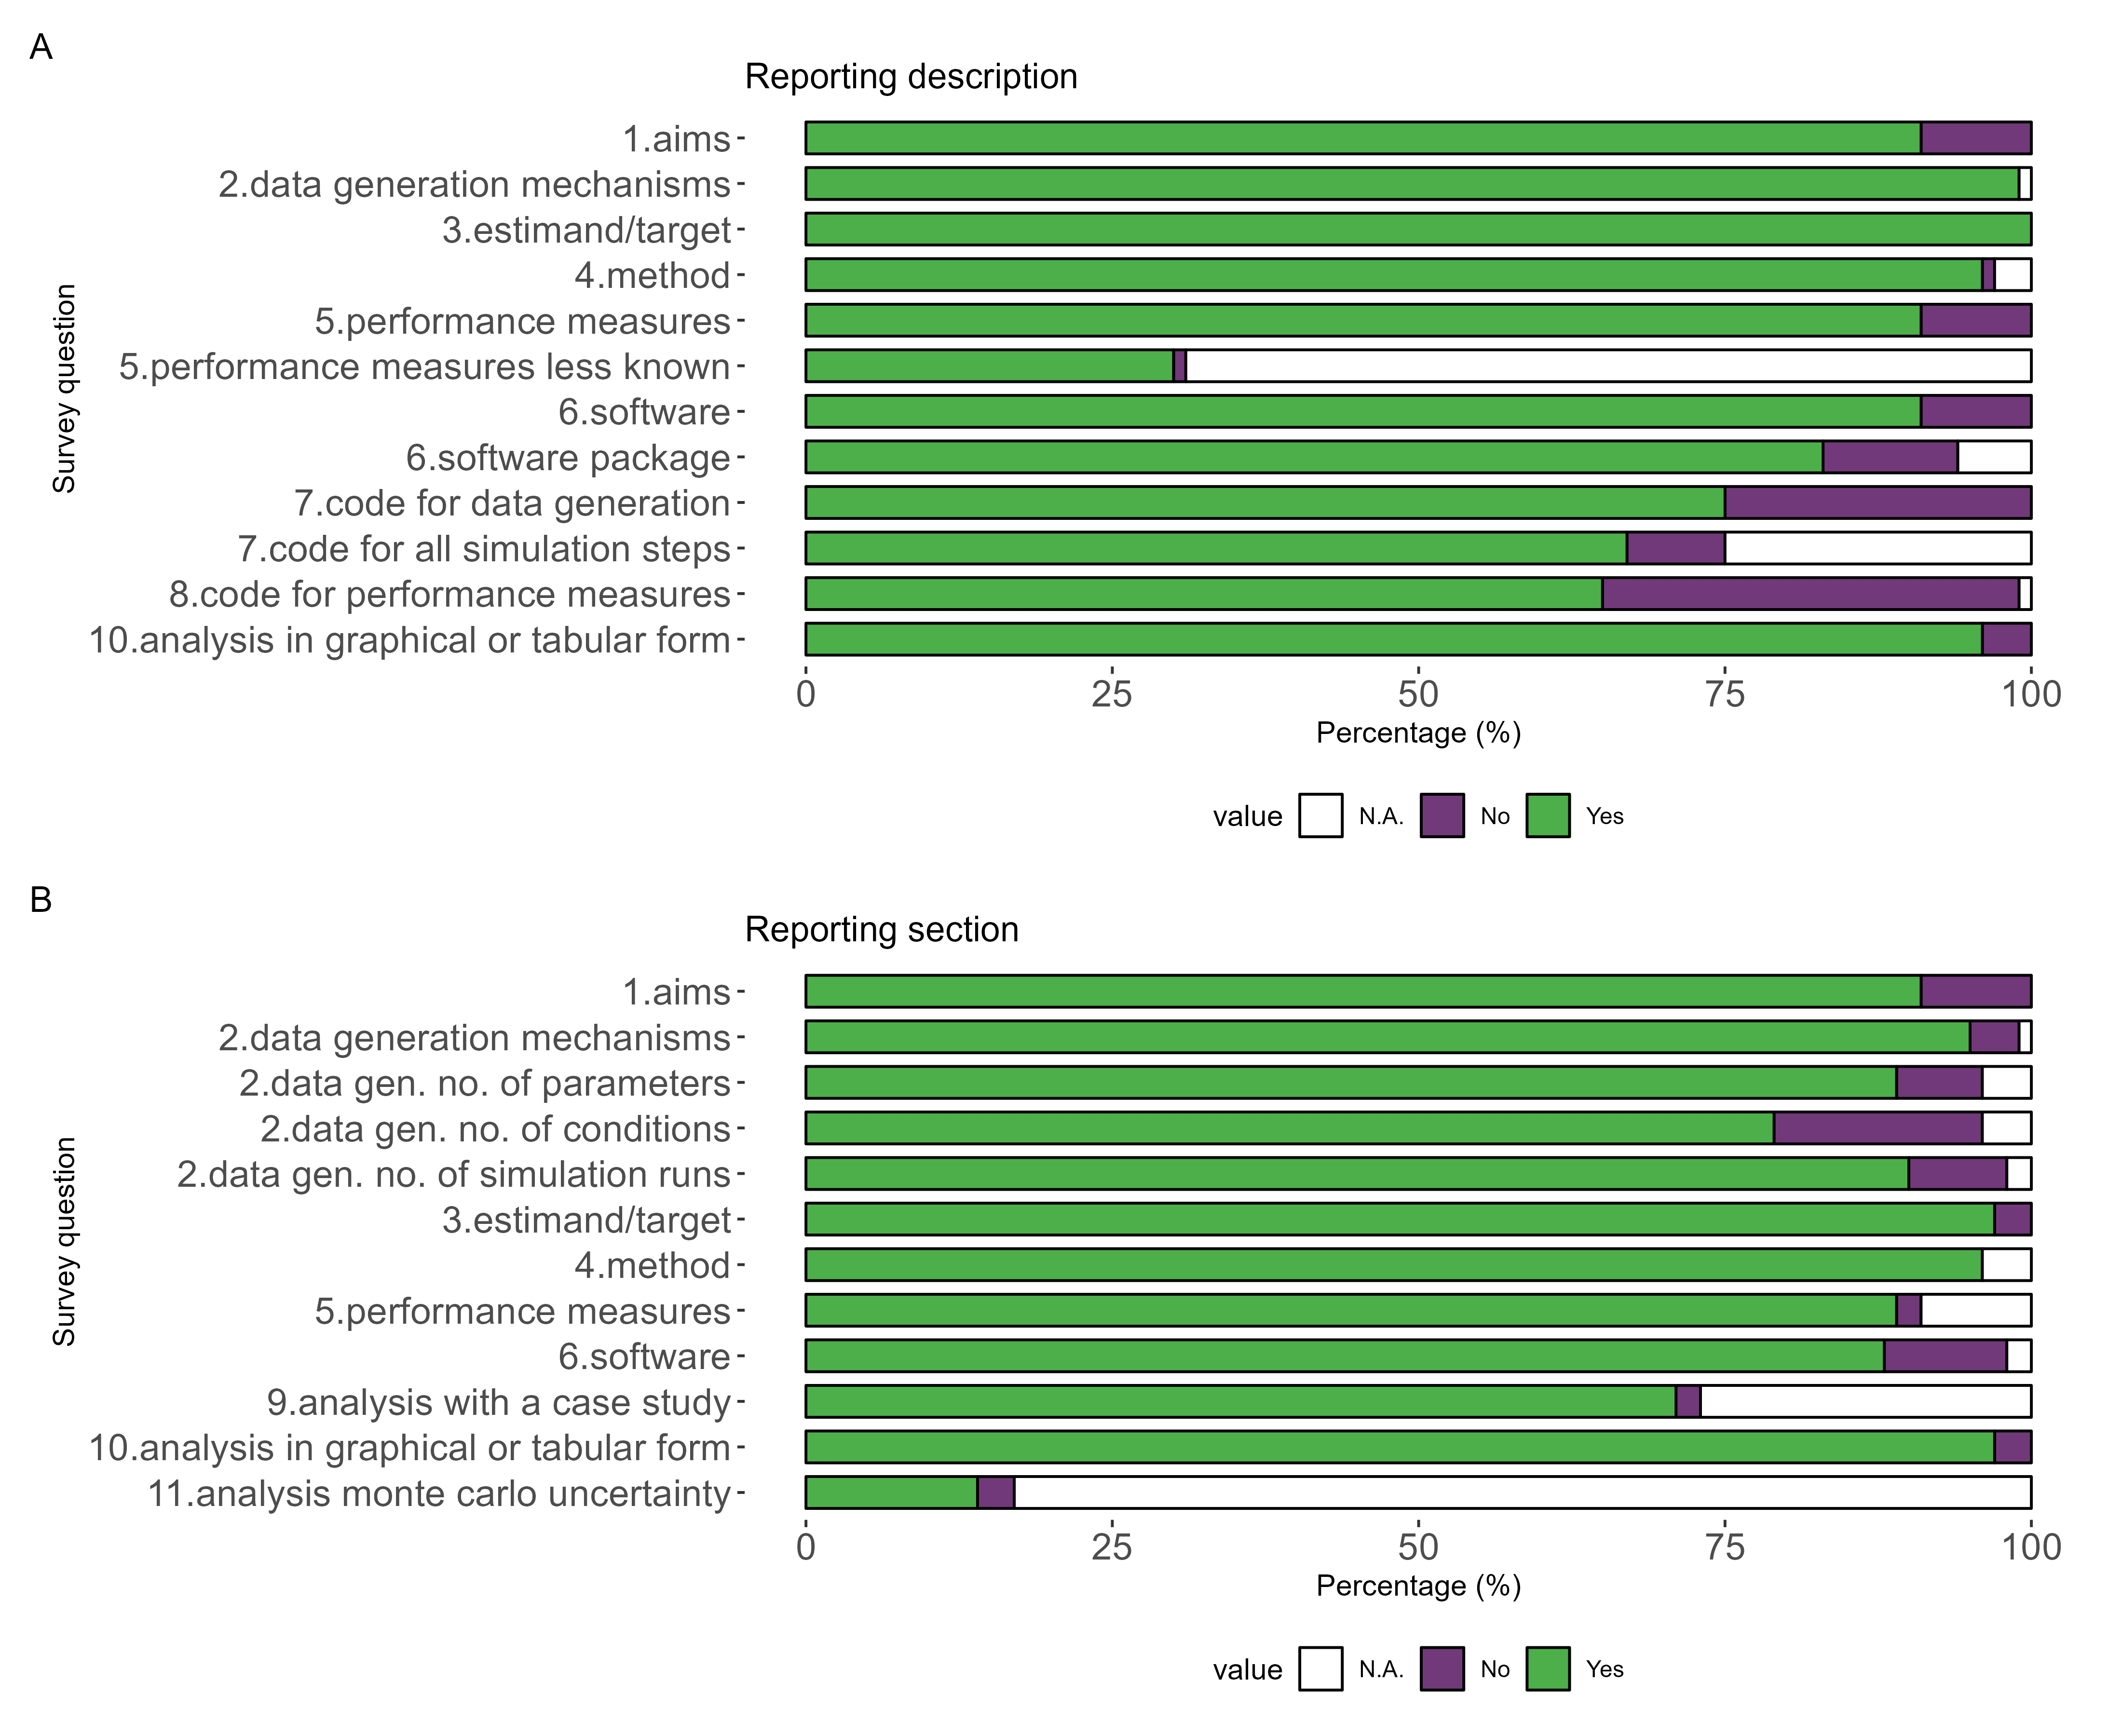 A
Reporting description
Survey question
1.aims
2.data generation mechanisms
3.estimand/target
4.method
5.performance measures
5.performance measures less known
6.software
6.software package
7.code for data generation
7.code for all simulation steps
8.code for performance measures
10.analysis in graphical or tabular form
0 25 50 75 100
Percentage (%)
value N.A. No Yes
B
Reporting section
Survey question
1.aims
2.data generation mechanisms
2.data gen. no. of parameters
2.data gen. no. of conditions
2.data gen. no. of simulation runs
3.estimand/target
4.method
5.performance measures
6.software
9.analysis with a case study
10.analysis in graphical or tabular form
11.analysis monte carlo uncertainty
0 25 50 75 100
Percentage (%)
value N.A. No Yes